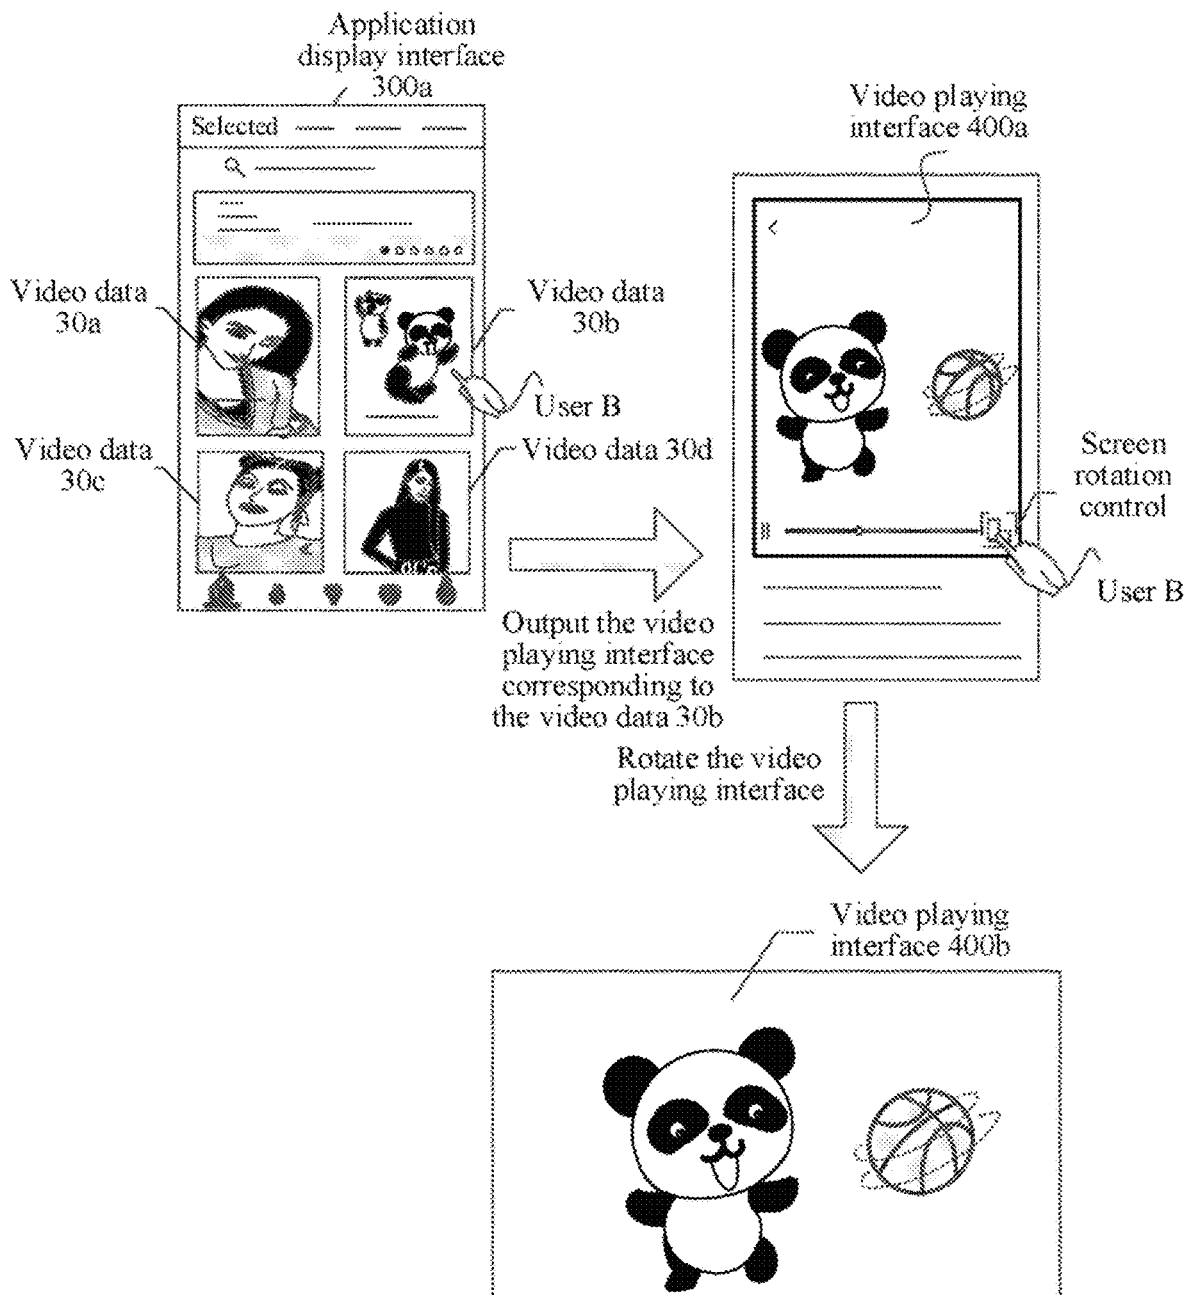 Application
display interface
300a
Selected
Video playing
interface 400a
Video data
30a
Video data
30b
User B
Video data
30c
Video data 30d
Screen
rotation
control
User B
Output the video
playing interface
corresponding to
the video data 30b
Rotate the video
playing interface
Video playing
interface 400b